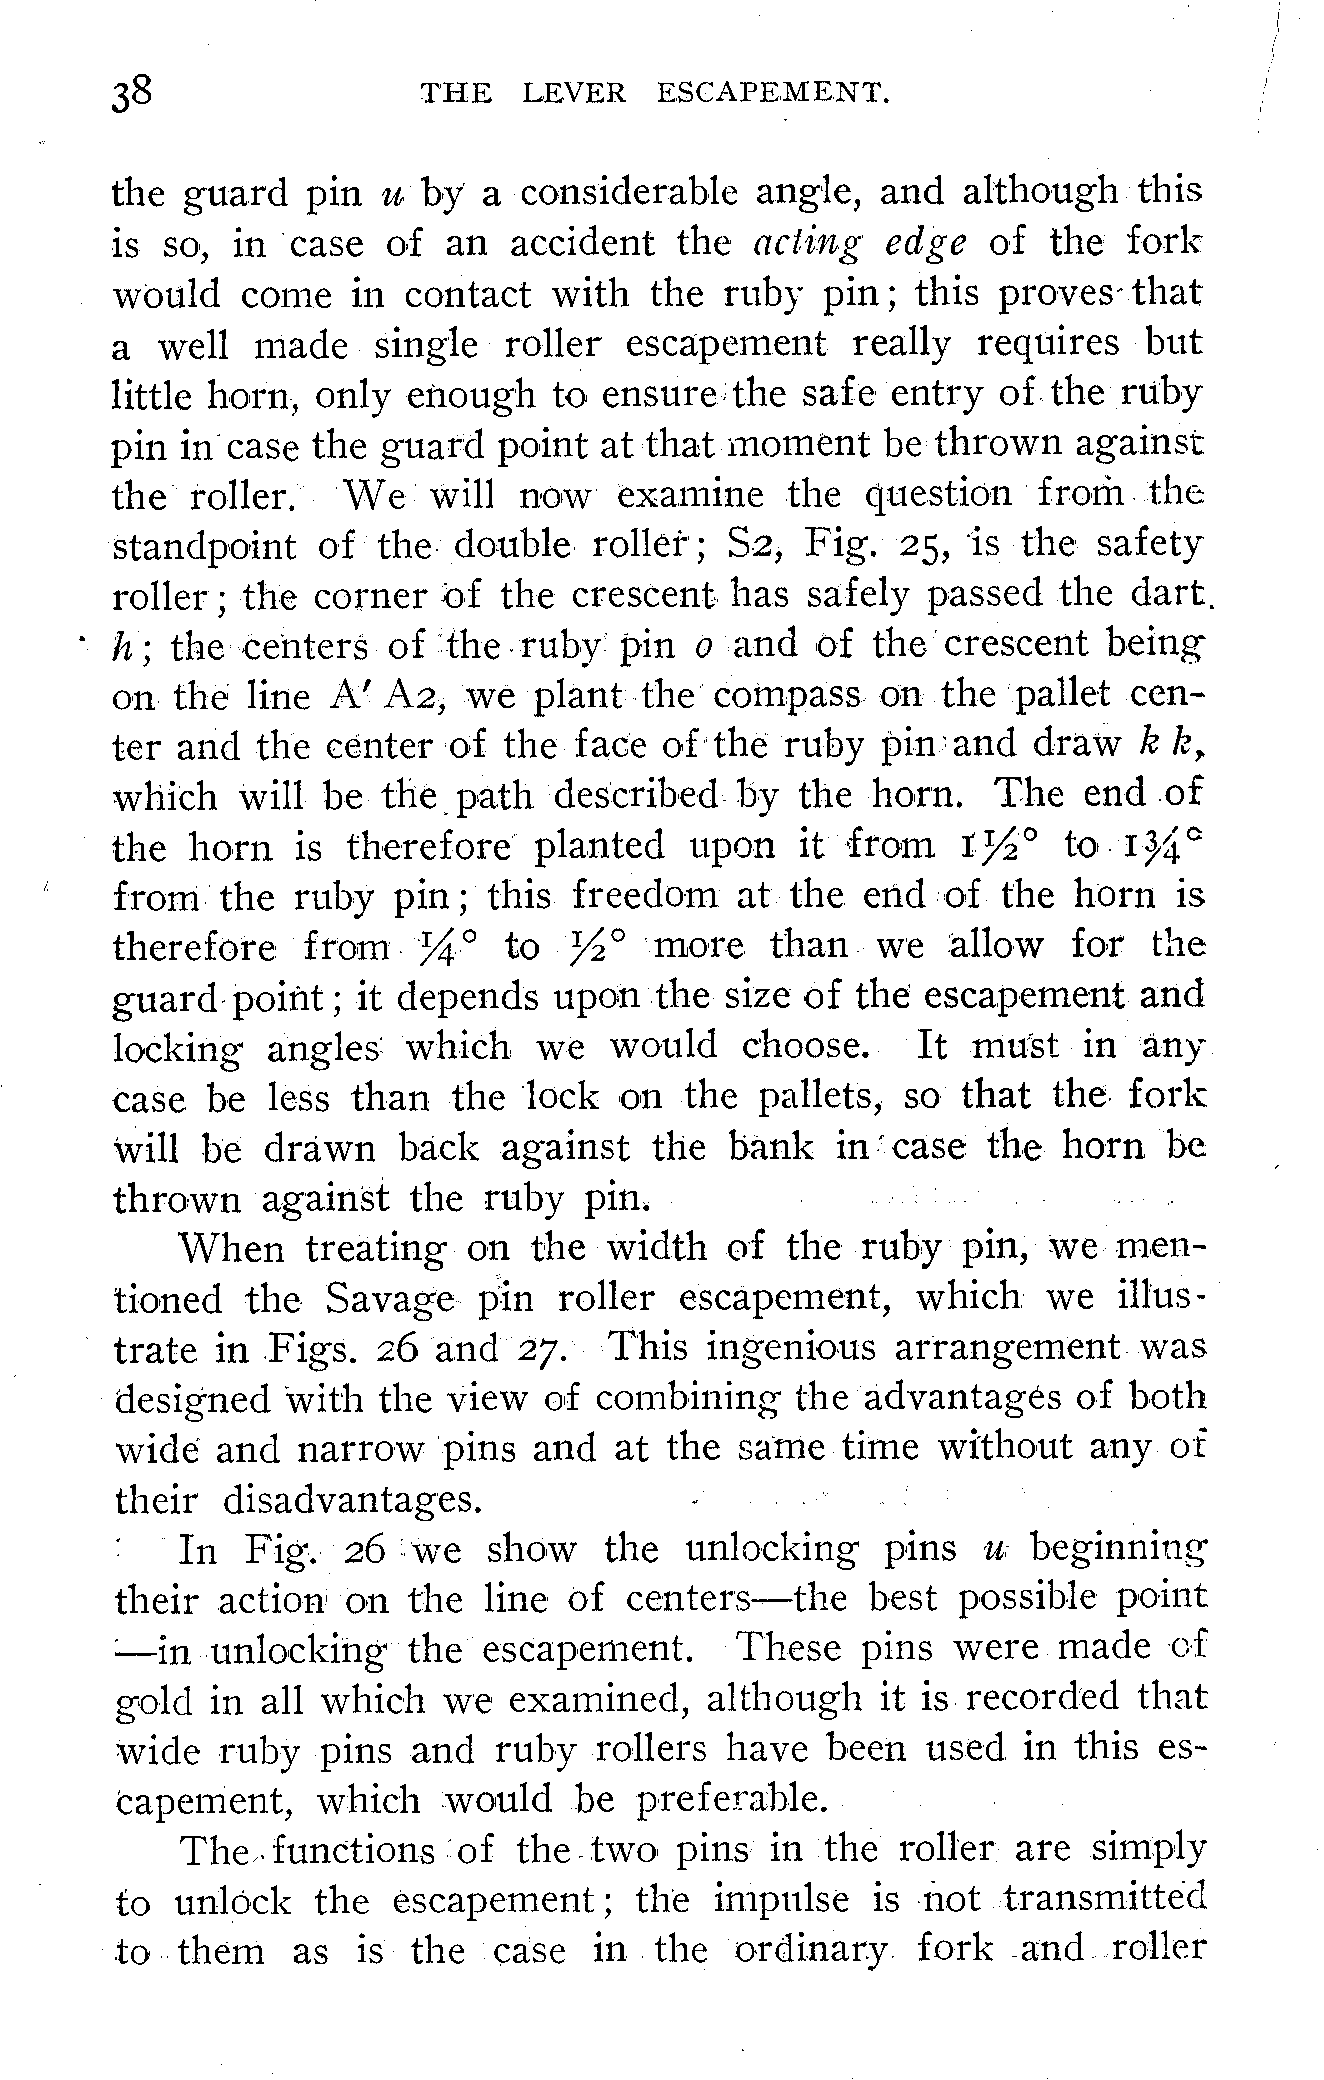 38 THE LEVER ESCAPEMENT.
the guard pin u by a considerable angle, and although this
is so, in case of an accident the acting edge of the fork
would come in contact with the ruby pin; this proves that
a well made single roller escapement really requires but
little horn, only enough to ensure the safe entry of the ruby
pin in case the guard point at that moment be thrown against
the roller. We will now examine the question from the
standpoint of the double roller; S2, Fig. 25, is the safety
roller; the corner of the crescent has safely passed the dart
h; the centers of the ruby pin o and of the crescent being
on the line A' A2, we plant the compass on the pallet cen-
ter and the center of the face of the ruby pin and draw k k,
which will be the path described by the horn. The end of
the horn is therefore planted upon it from 1½° to 1¾°
from the ruby pin; this freedom at the end of the horn is
therefore from ¼° to ½° more than we allow for the
guard point; it depends upon the size of the escapement and
locking angles which we would choose. It must in any
case be less than the lock on the pallets, so that the fork
will be drawn back against the bank in case the horn be
thrown against the ruby pin.
When treating on the width of the ruby pin, we men-
tioned the Savage pin roller escapement, which we illus-
trate in Figs. 26 and 27. This ingenious arrangement was
designed with the view of combining the advantages of both
wide and narrow pins and at the same time without any of
their disadvantages.
In Fig. 26 we show the unlocking pins u beginning
their action on the line of centers—the best possible point
—in unlocking the escapement. These pins were made of
gold in all which we examined, although it is recorded that
wide ruby pins and ruby rollers have been used in this es-
capement, which would be preferable.
The functions of the two pins in the roller are simply
to unlock the escapement; the impulse is not transmitted
to them as is the case in the ordinary fork and roller